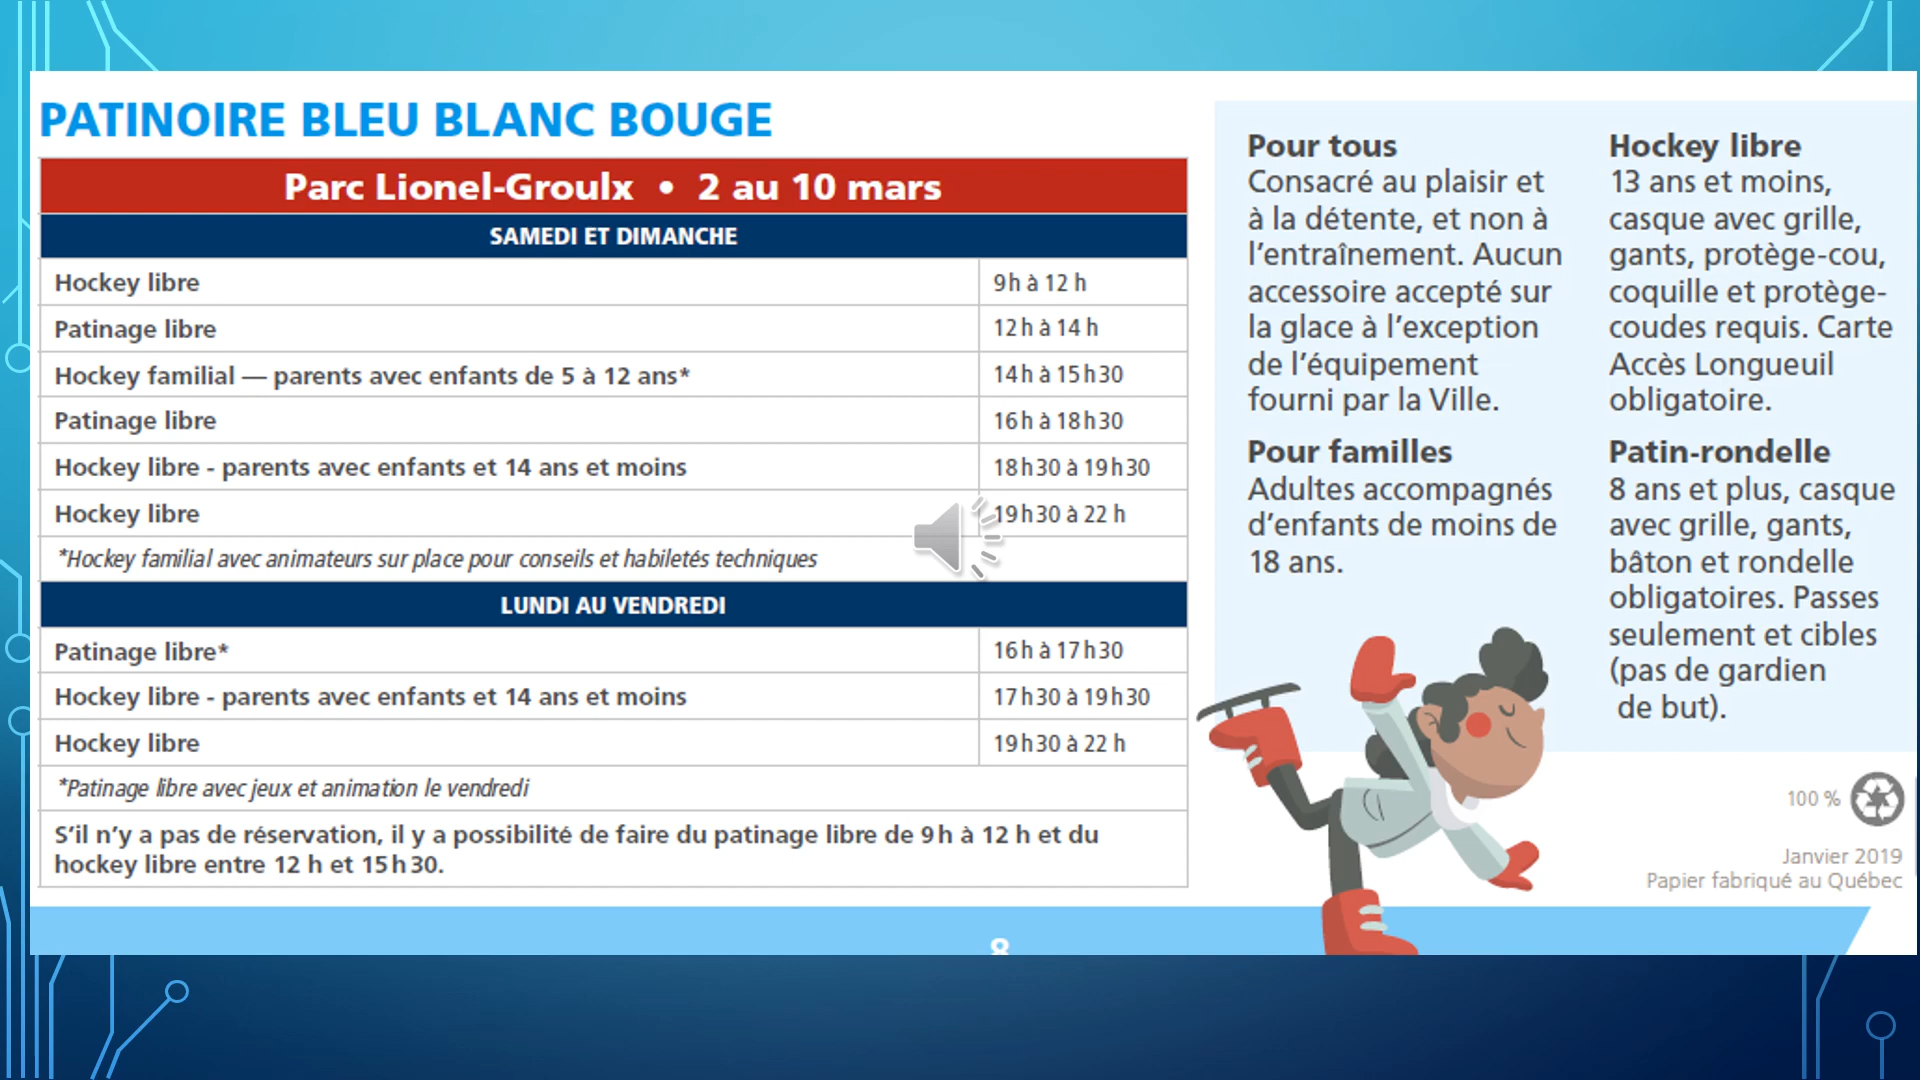 PATINOIRE BLEU BLANC BOUGE
Parc Lionel-Groulx • 2 au 10 mars
SAMEDI ET DIMANCHE
Hockey libre 9 h à 12 h
Patinage libre 12 h à 14 h
Hockey familial — parents avec enfants de 5 à 12 ans* 14 h à 15 h 30
Patinage libre 16 h à 18 h 30
Hockey libre - parents avec enfants et 14 ans et moins 18 h 30 à 19 h 30
Hockey libre 19 h 30 à 22 h
*Hockey familial avec animateurs sur place pour conseils et habiletés techniques
LUNDI AU VENDREDI
Patinage libre* 16 h à 17 h 30
Hockey libre - parents avec enfants et 14 ans et moins 17 h 30 à 19 h 30
Hockey libre 19 h 30 à 22 h
*Patinage libre avec jeux et animation le vendredi
S'il n'y a pas de réservation, il y a possibilité de faire du patinage libre de 9 h à 12 h et du
hockey libre entre 12 h et 15 h 30.
Pour tous
Consacré au plaisir et
à la détente, et non à
l'entraînement. Aucun
accessoire accepté sur
la glace à l'exception
de l'équipement
fourni par la Ville.
Pour familles
Adultes accompagnés
d'enfants de moins de
18 ans.
Hockey libre
13 ans et moins,
casque avec grille,
gants, protège-cou,
coquille et protège-
coudes requis. Carte
Accès Longueuil
obligatoire.
Patin-rondelle
8 ans et plus, casque
avec grille, gants,
bâton et rondelle
obligatoires. Passes
seulement et cibles
(pas de gardien
de but).
100 %
Janvier 2019
Papier fabriqué au Québec
8